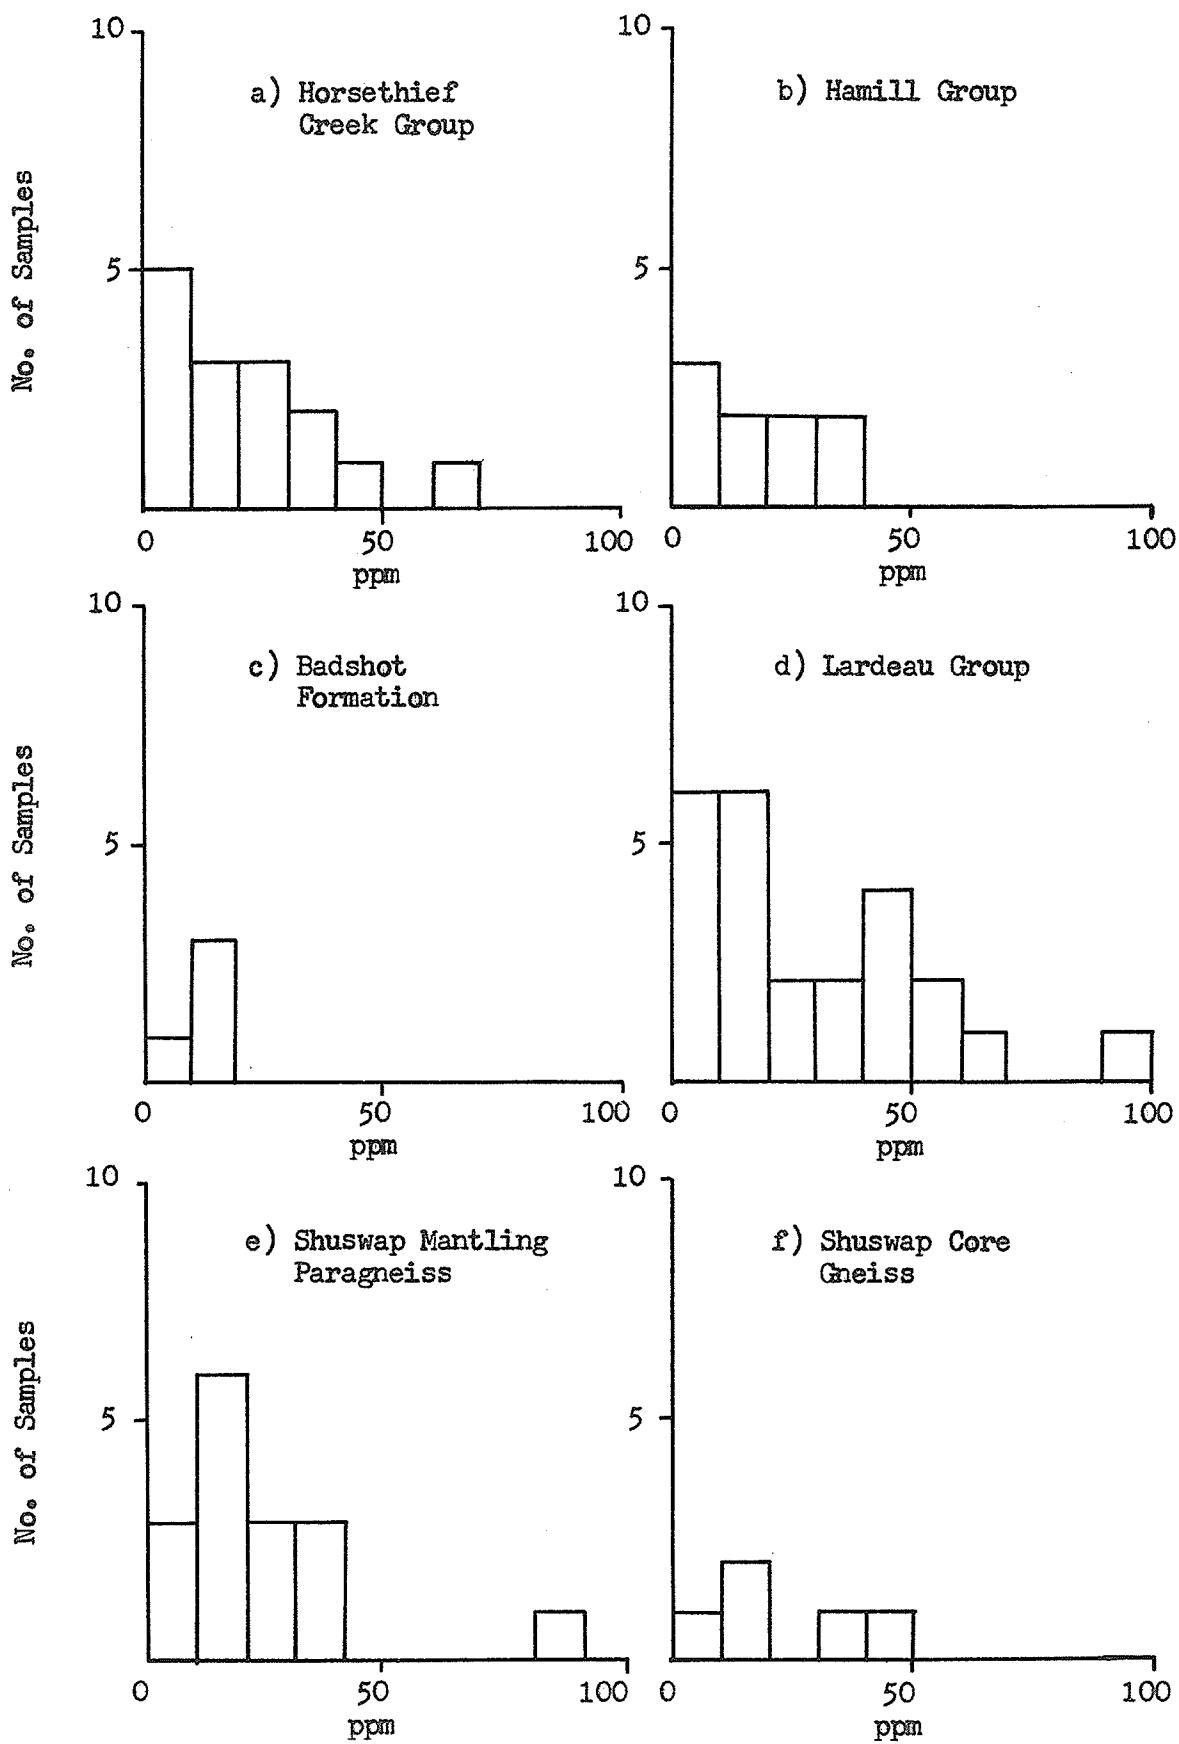 10
a) Horsethief
Creek Group
No. of Samples
5
0 50 100
ppm
10
b) Hamill Group
5
0 50 100
ppm
10
c) Badshot
Formation
No. of Samples
5
0 50 100
ppm
10
d) Lardeau Group
5
0 50 100
ppm
10
e) Shuswap Mantling
Paragneiss
No. of Samples
5
0 50 100
ppm
10
f) Shuswap Core
Gneiss
5
0 50 100
ppm